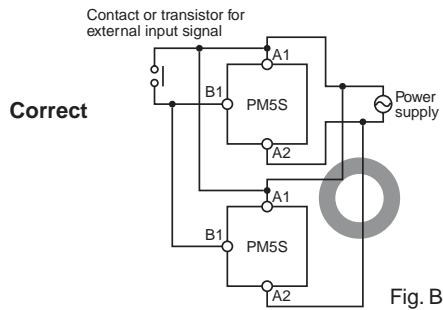 Contact or transistor for
external input signal
A1
Correct
B1
PM5S
Power
supply
A2
A1
B1
PM5S
A2
Fig. B